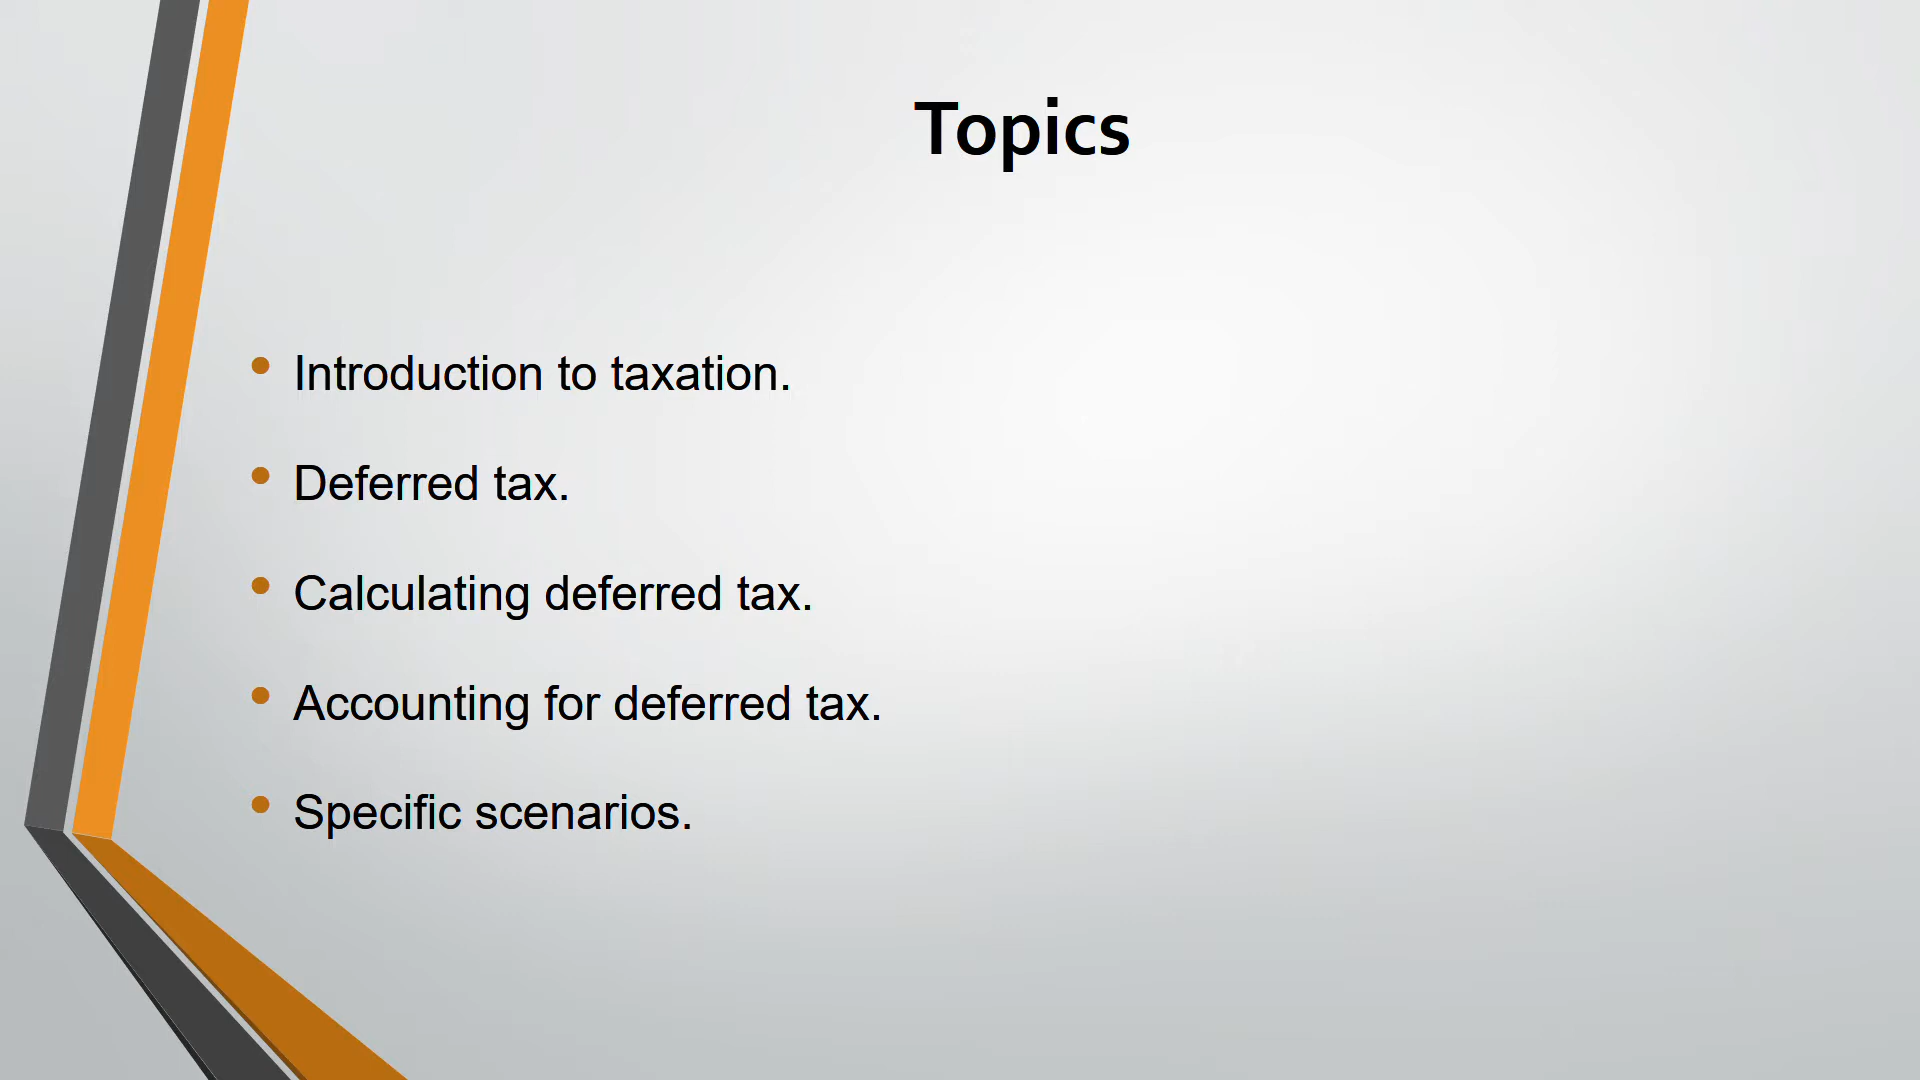 Topics
Introduction to taxation.
Deferred tax.
Calculating deferred tax.
Accounting for deferred tax.
Specific scenarios.